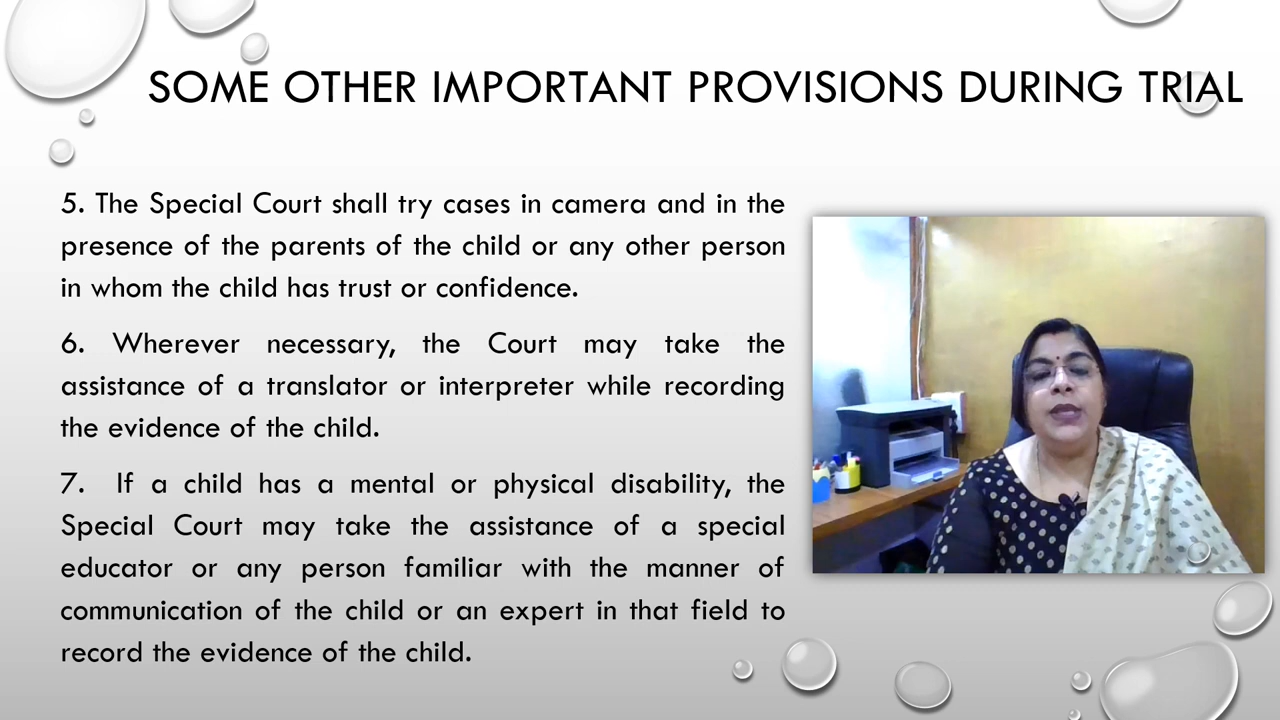 SOME OTHER IMPORTANT PROVISIONS DURING TRIAL
5. The Special Court shall try cases in camera and in the
presence of the parents of the child or any other person
in whom the child has trust or confidence.
6. Wherever necessary, the Court may take the
assistance of a translator or interpreter while recording
the evidence of the child.
7. If a child has a mental or physical disability, the
Special Court may take the assistance of a special
educator or any person familiar with the manner of
communication of the child or an expert in that field to
record the evidence of the child.